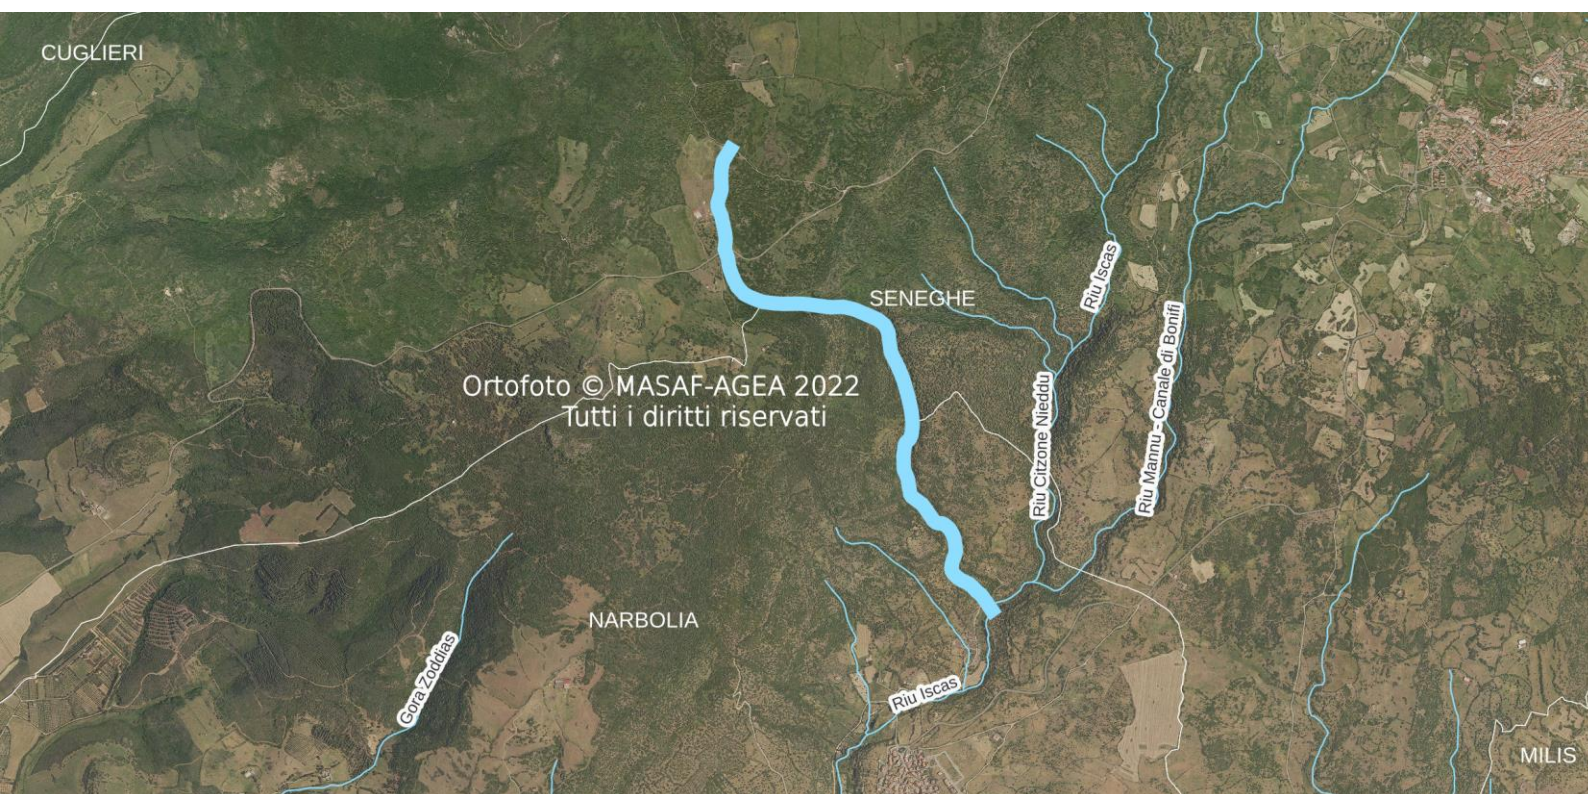 CUGLIERI
Riu Iscas
SENEGHE
Riu Mannu - Canale di Bonifi
Ortofoto © MASAF-AGEA 2022
Tutti i diritti riservati
Riu Citzone Nieddu
NARBOLIA
Gora Zoddias
Riu Iscas
MILIS